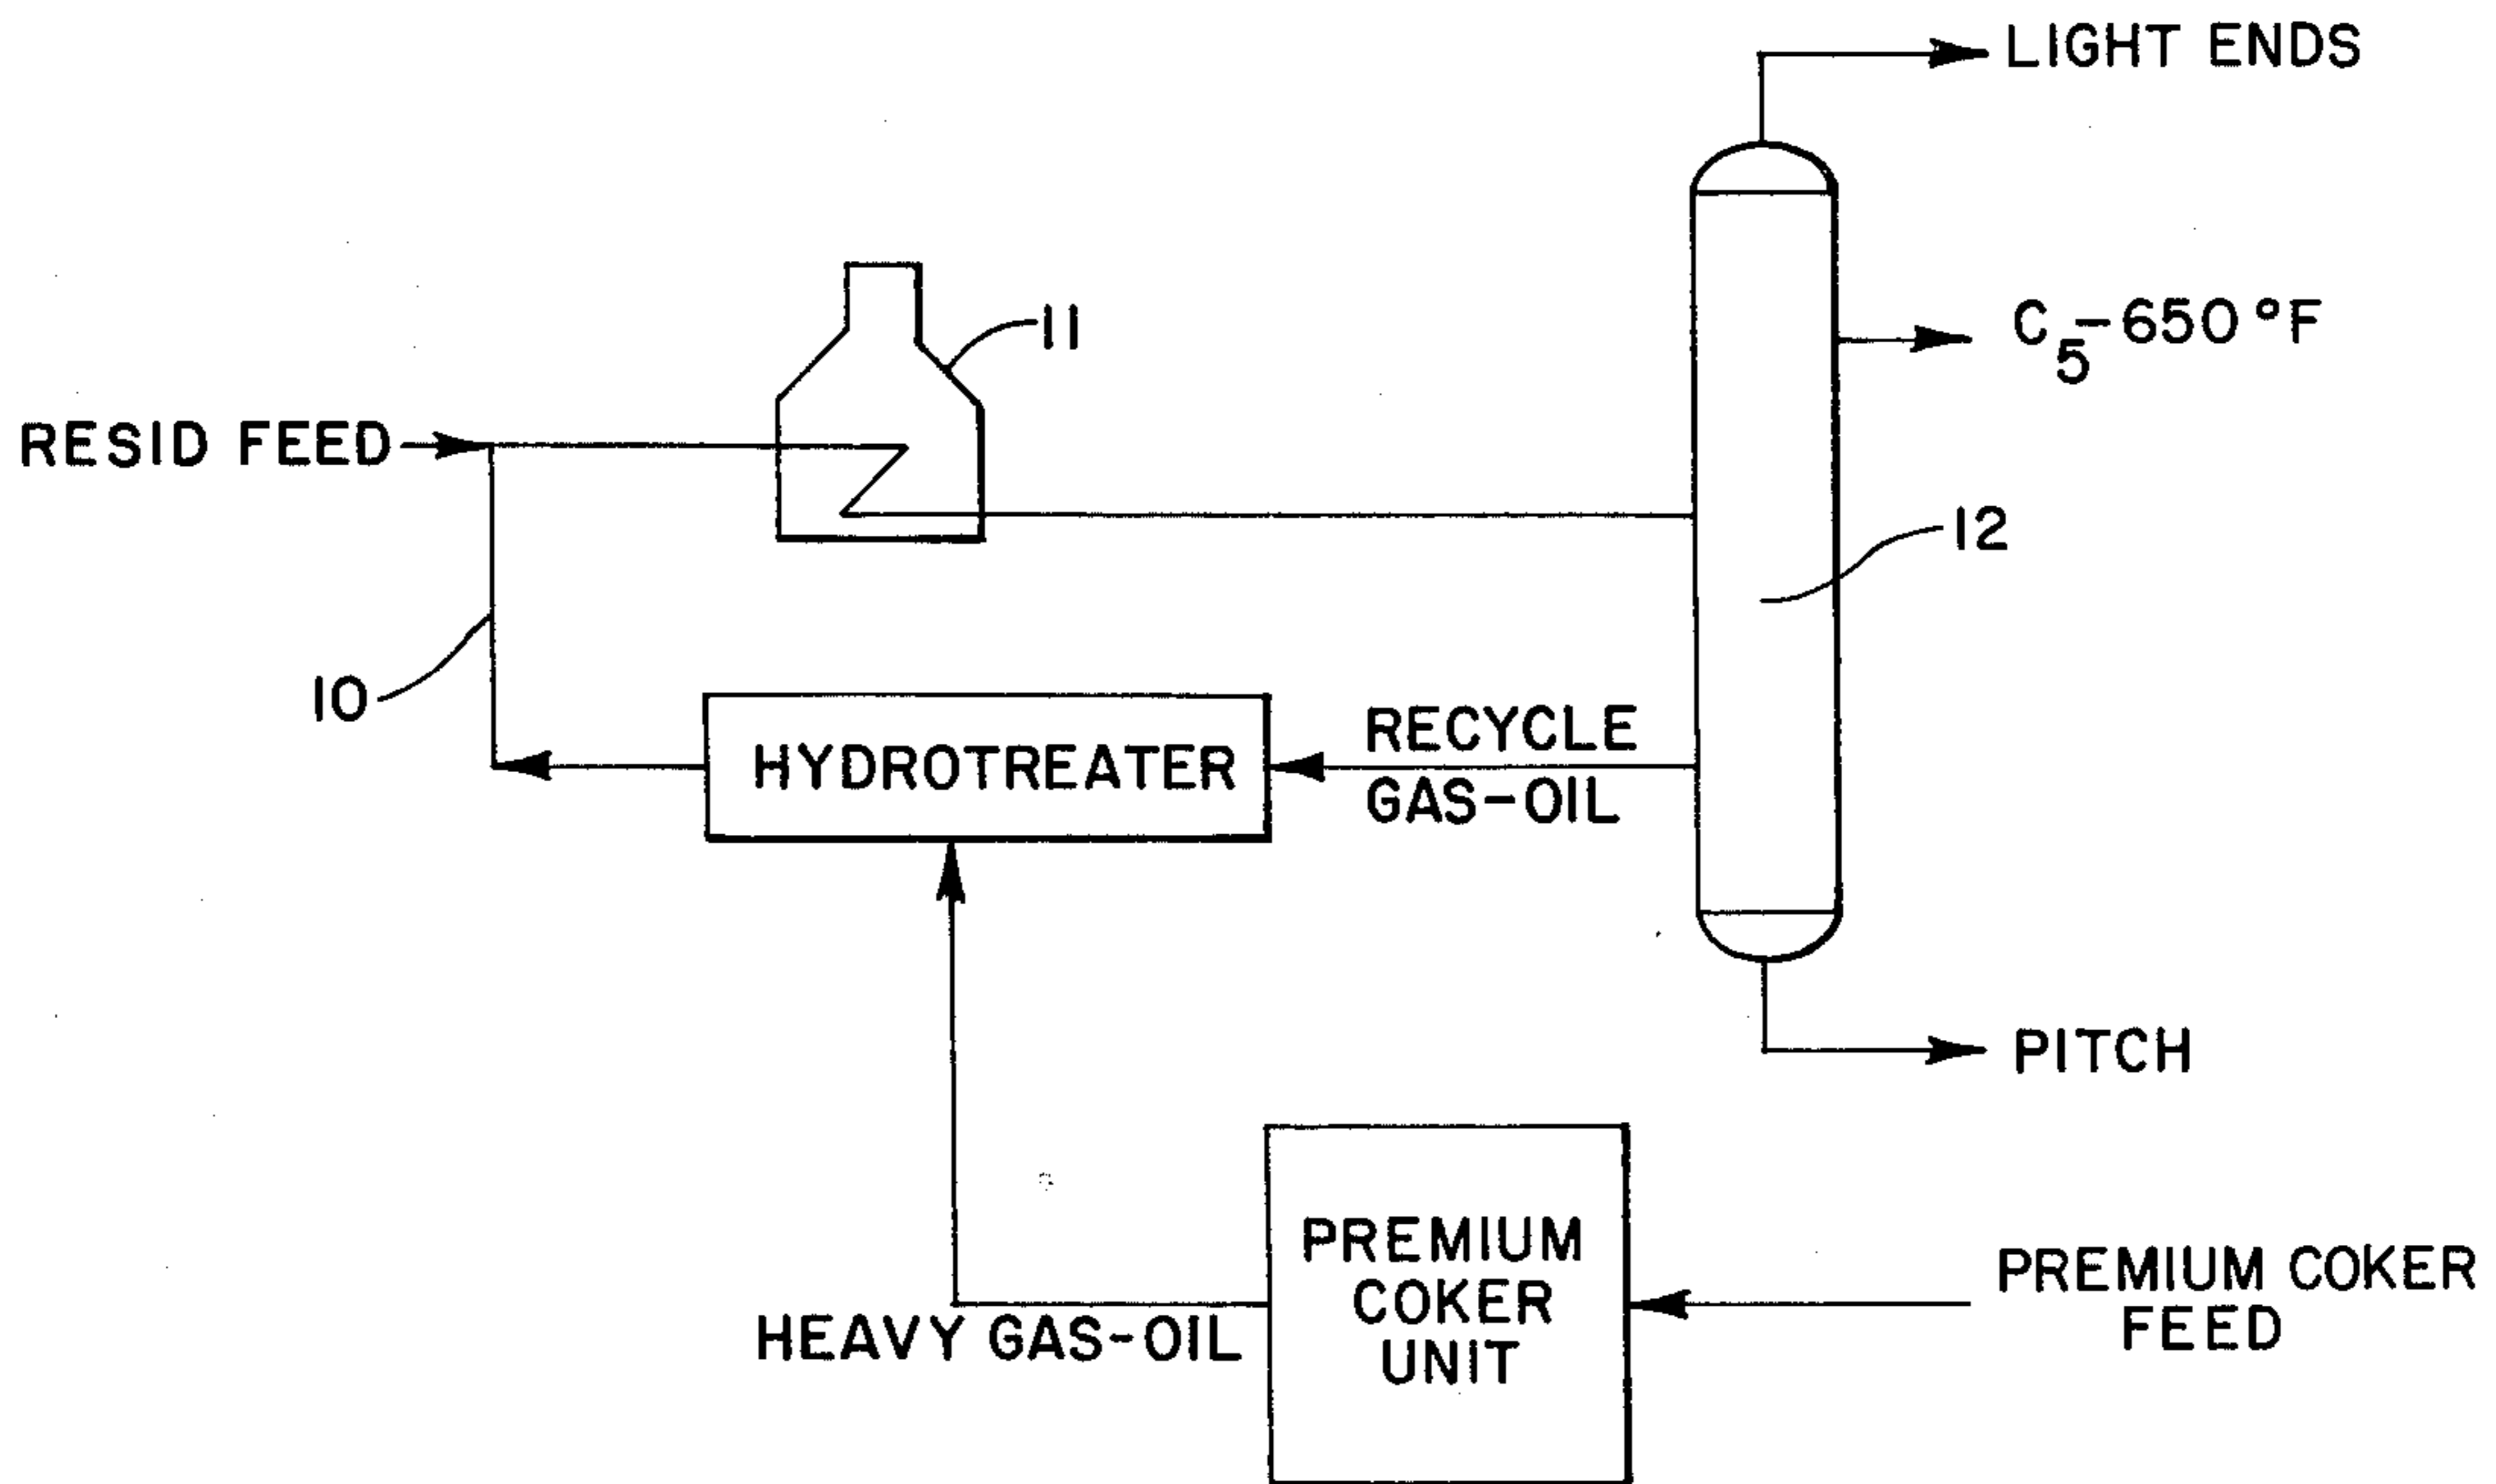 LIGHT ENDS
11
C5-650°F
RESID FEED
12
10
RECYCLE
GAS-OIL
HYDROTREATER
PITCH
PREMIUM
COKER
UNIT
PREMIUM COKER
FEED
HEAVY GAS-OIL